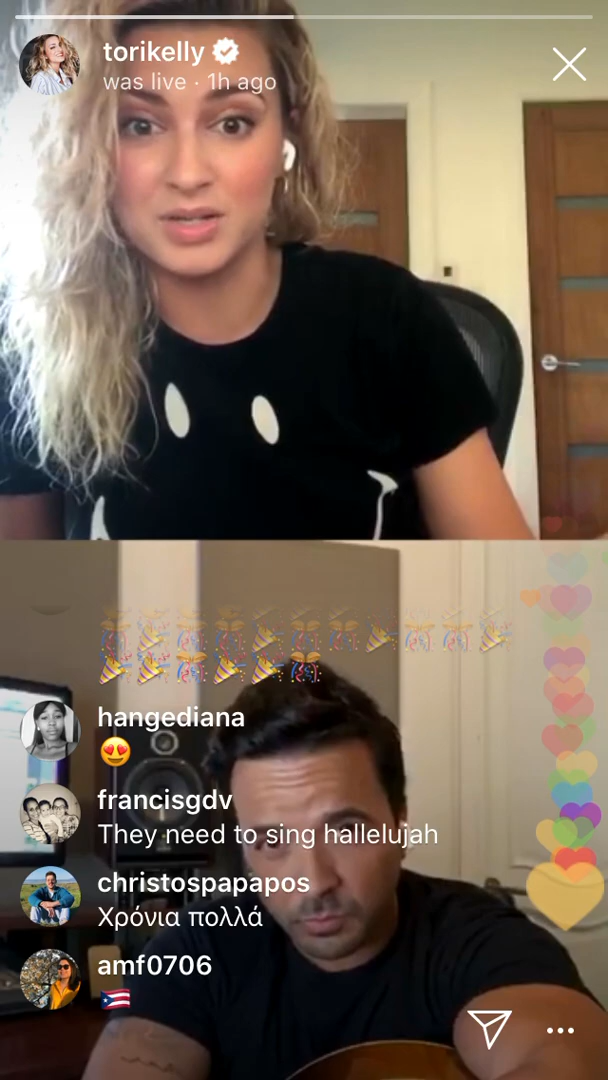 torikelly
was live · 1h ago
hangediana
😍
francisgdv
They need to sing hallelujah
christospapapos
Χρόνια πολλά
amf0706
🇵🇷